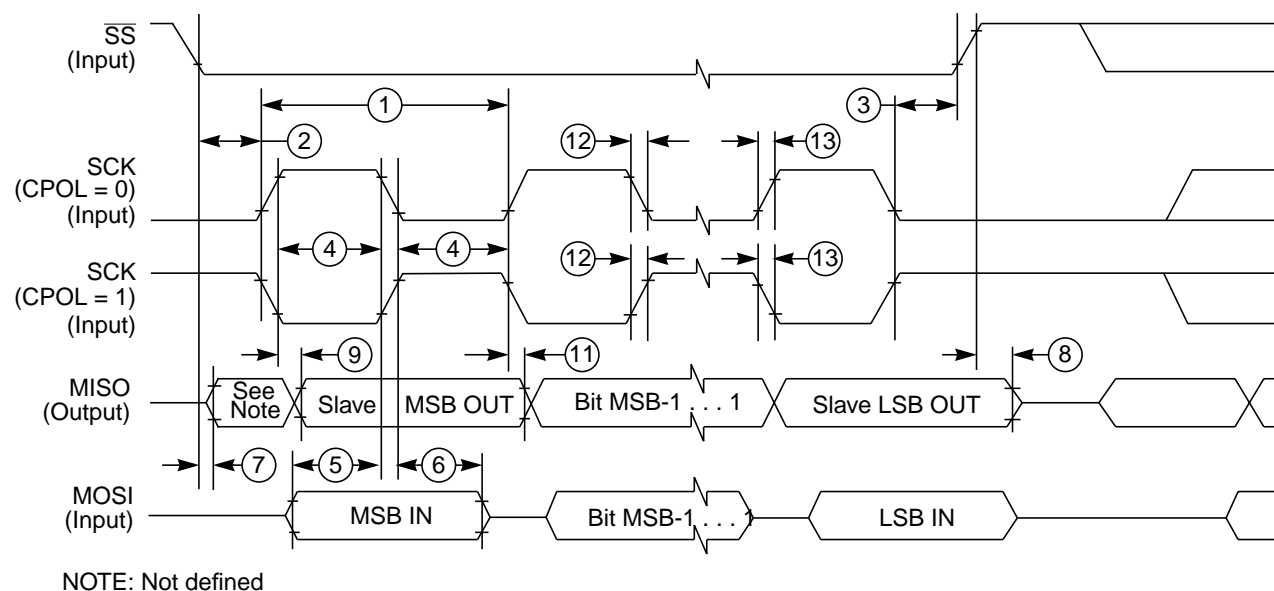 SS
(Input)
1
3
2
12
13
SCK
(CPOL = 0)
(Input)
4
4
SCK
(CPOL = 1)
(Input)
12
13
9
11
8
MISO
(Output)
See
Note
Slave
MSB OUT
Bit MSB-1 . . . 1
Slave LSB OUT
7
5
6
MOSI
(Input)
MSB IN
Bit MSB-1 . . . 1
LSB IN
NOTE: Not defined